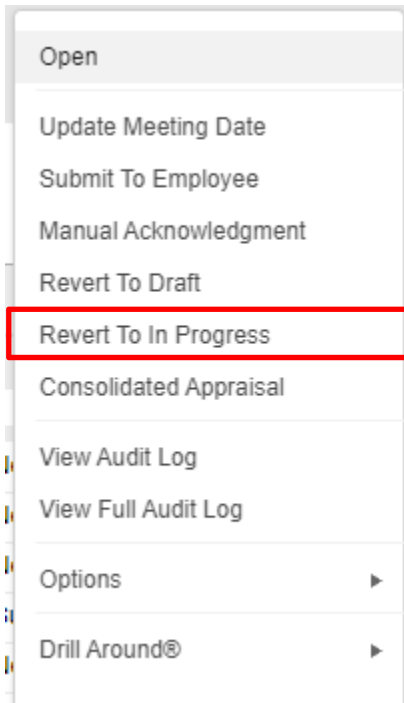 Open
Update Meeting Date
Submit To Employee
Manual Acknowledgment
Revert To Draft
Revert To In Progress
Consolidated Appraisal
View Audit Log
View Full Audit Log
Options
Drill Around®